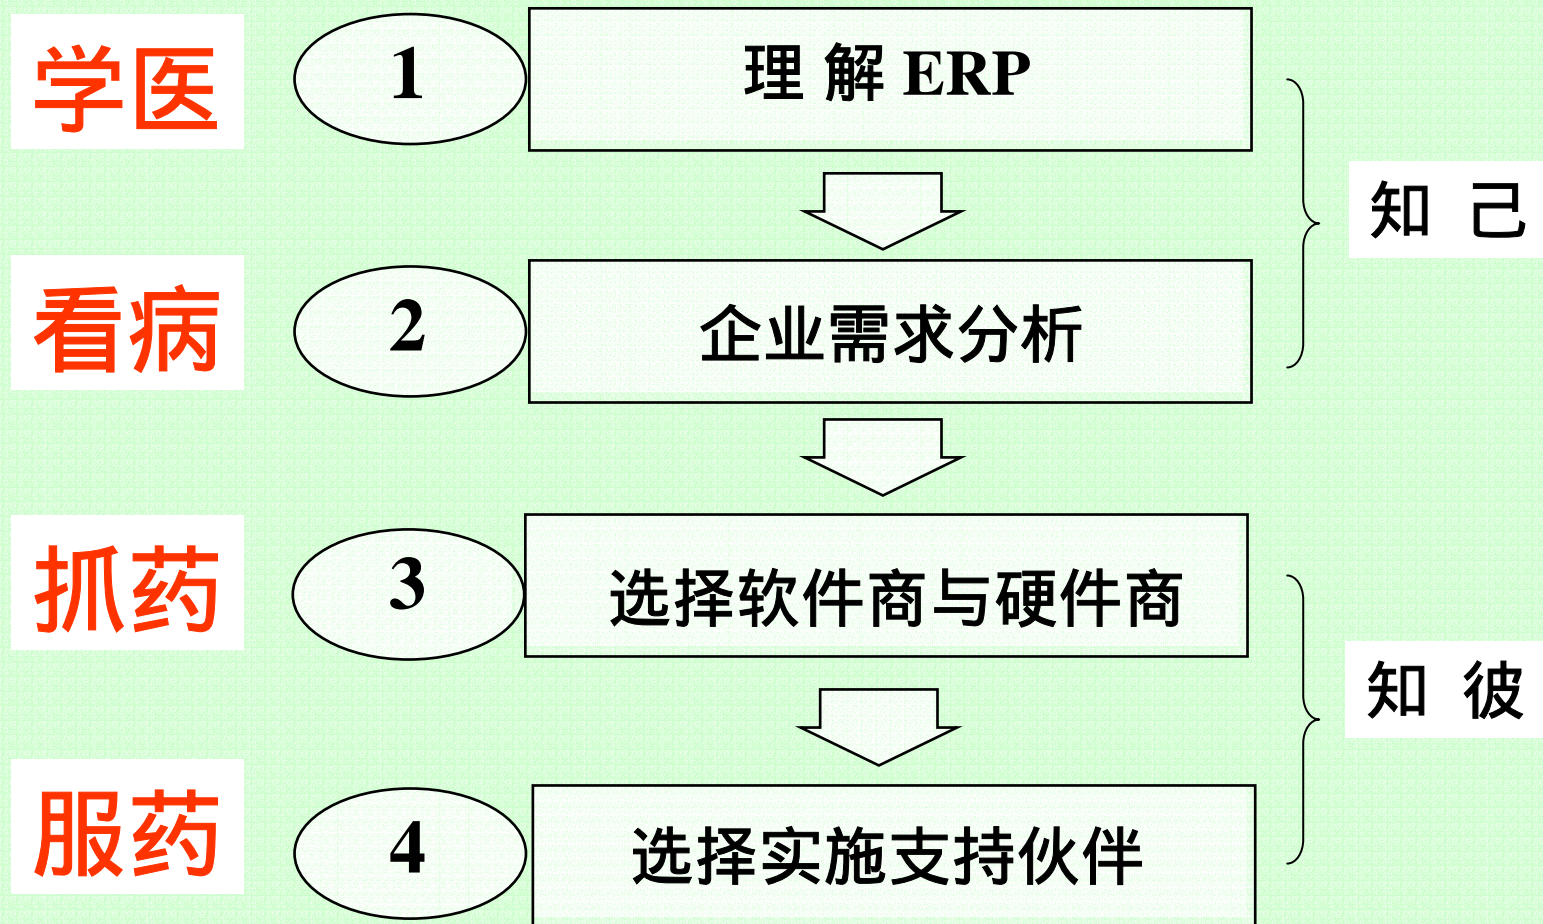 学医
1
理 解 ERP
知 己
看病
2
企业需求分析
抓药
3
选择软件商与硬件商
知 彼
服药
4
选择实施支持伙伴